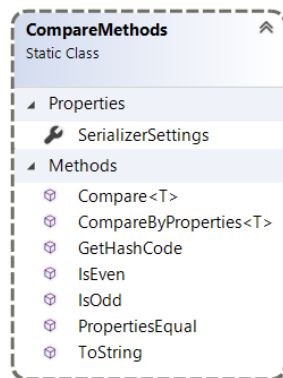 CompareMethods
Static Class
Properties
SerializerSettings
Methods
Compare<T>
CompareByProperties<T>
GetHashCode
IsEven
IsOdd
PropertiesEqual
ToString